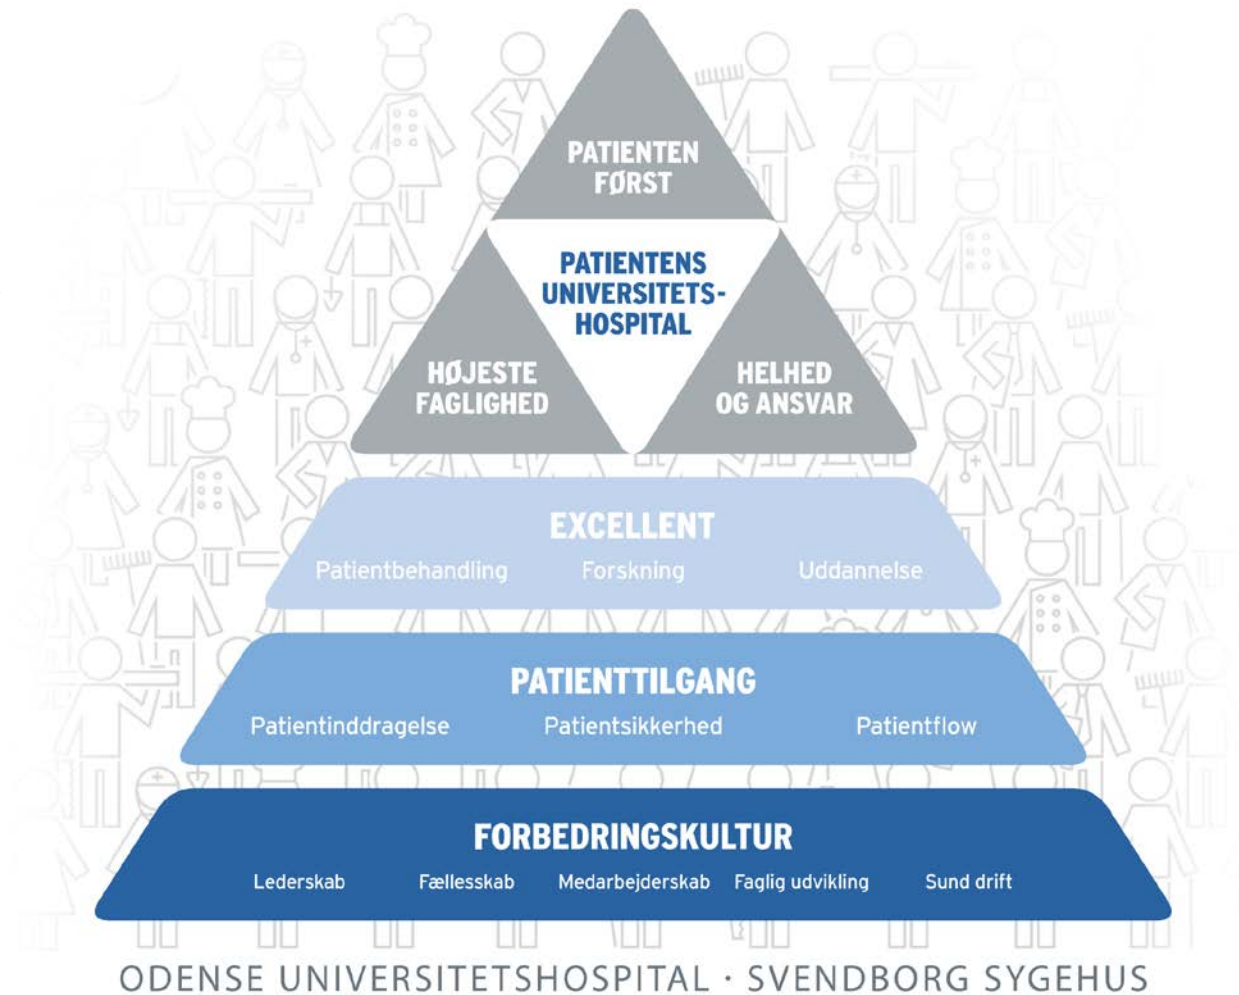 PATIENTEN
FØRST
PATIENTENS
UNIVERSITETS-
HOSPITAL
HØJESTE
FAGLIGHED
HELHED
OG ANSVAR
EXCELLENT
Patientbehandling Forskning Uddannelse
PATIENTTILGANG
Patientinddragelse Patientsikkerhed Patientflow
FORBEDRINGSKULTUR
Lederskab Fællesskab Medarbejderskab Faglig udvikling Sund drift
ODENSE UNIVERSITETSHOSPITAL · SVENDBORG SYGEHUS